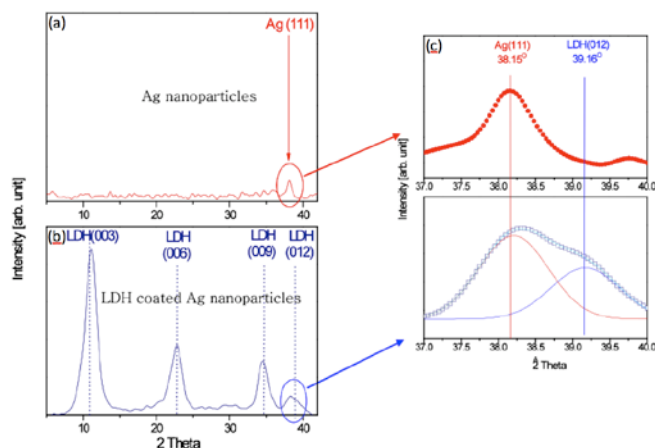 (a)
Ag (111)
Ag nanoparticles
10 20 30 40
Intensity [arb. unit]
(b)
LDH(003)
LDH
(006)
LDH
(009)
LDH
(012)
LDH coated Ag nanoparticles
10 20 30 40
2 Theta
(c)
Ag(111)
38.15°
LDH(012)
39.16°
Intensity [arb. unit]
37.0 37.5 38.0 38.5 39.0 39.5 40.0
37.0 37.5 38.0 38.5 39.0 39.5 40.0
2 Theta